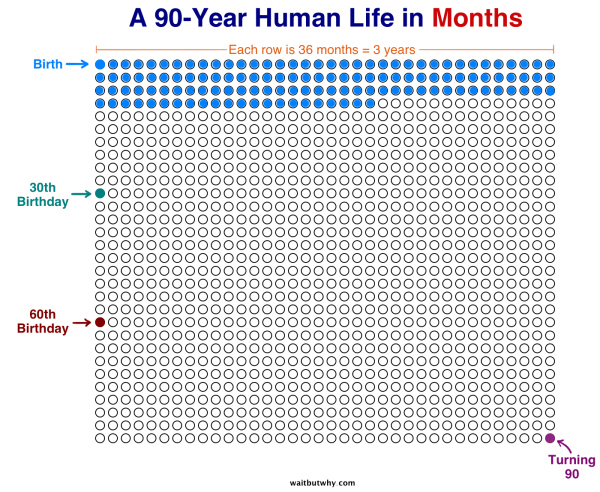 A 90-Year Human Life in Months
Each row is 36 months = 3 years
Birth
30th
Birthday
60th
Birthday
Turning
90
waitbutwhy.com